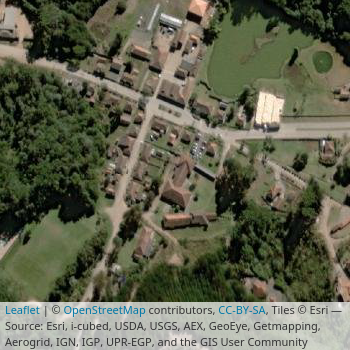 Leaflet | © OpenStreetMap contributors, CC-BY-SA, Tiles © Esri —
Source: Esri, i-cubed, USDA, USGS, AEX, GeoEye, Getmapping,
Aerogrid, IGN, IGP, UPR-EGP, and the GIS User Community